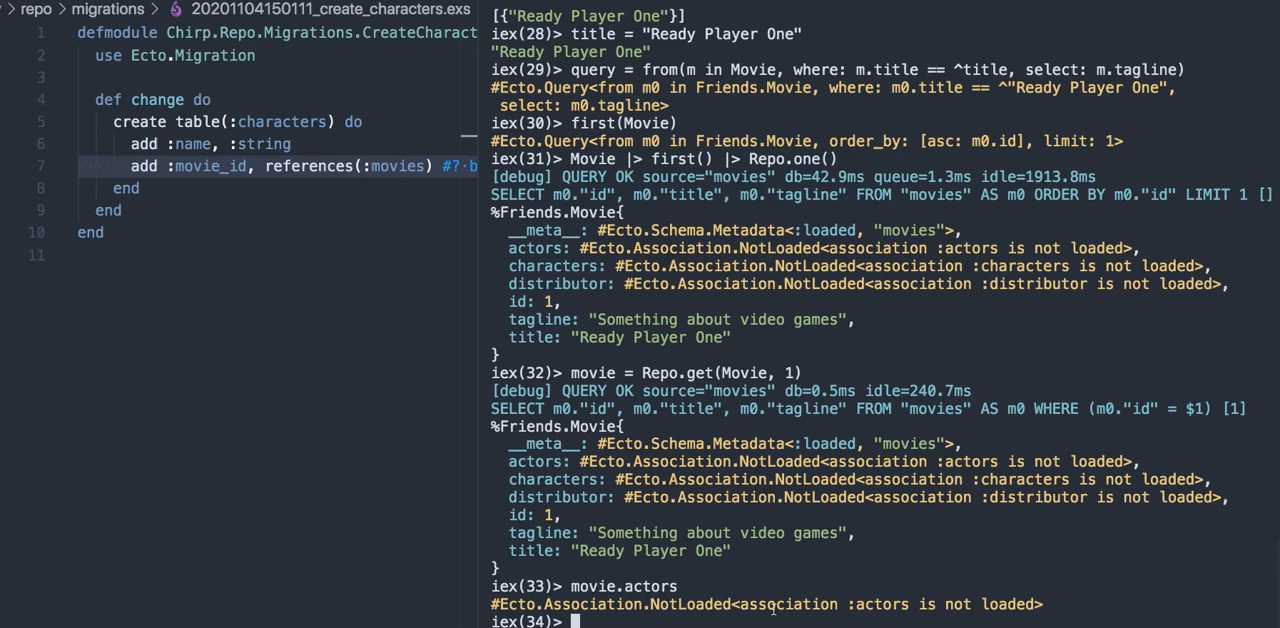 repo > migrations > 20201104150111_create_characters.exs
1 defmodule Chirp.Repo.Migrations.CreateCharact
2 use Ecto.Migration
3
4 def change do
5 create table(:characters) do
6 add :name, :string
7 add :movie_id, references(:movies) #?·b
8 end
9 end
10 end
11
[{"Ready Player One"}]
iex(28)> title = "Ready Player One"
"Ready Player One"
iex(29)> query = from(m in Movie, where: m.title == ^title, select: m.tagline)
#Ecto.Query<from m0 in Friends.Movie, where: m0.title == ^"Ready Player One",
select: m0.tagline>
iex(30)> first(Movie)
#Ecto.Query<from m0 in Friends.Movie, order_by: [asc: m0.id], limit: 1>
iex(31)> Movie |> first() |> Repo.one()
[debug] QUERY OK source="movies" db=42.9ms queue=1.3ms idle=1913.8ms
SELECT m0."id", m0."title", m0."tagline" FROM "movies" AS m0 ORDER BY m0."id" LIMIT 1 []
%Friends.Movie{
__meta__: #Ecto.Schema.Metadata<:loaded, "movies">,
actors: #Ecto.Association.NotLoaded<association :actors is not loaded>,
characters: #Ecto.Association.NotLoaded<association :characters is not loaded>,
distributor: #Ecto.Association.NotLoaded<association :distributor is not loaded>,
id: 1,
tagline: "Something about video games",
title: "Ready Player One"
}
iex(32)> movie = Repo.get(Movie, 1)
[debug] QUERY OK source="movies" db=0.5ms idle=240.7ms
SELECT m0."id", m0."title", m0."tagline" FROM "movies" AS m0 WHERE (m0."id" = $1) [1]
%Friends.Movie{
__meta__: #Ecto.Schema.Metadata<:loaded, "movies">,
actors: #Ecto.Association.NotLoaded<association :actors is not loaded>,
characters: #Ecto.Association.NotLoaded<association :characters is not loaded>,
distributor: #Ecto.Association.NotLoaded<association :distributor is not loaded>,
id: 1,
tagline: "Something about video games",
title: "Ready Player One"
}
iex(33)> movie.actors
#Ecto.Association.NotLoaded<association :actors is not loaded>
iex(34)>